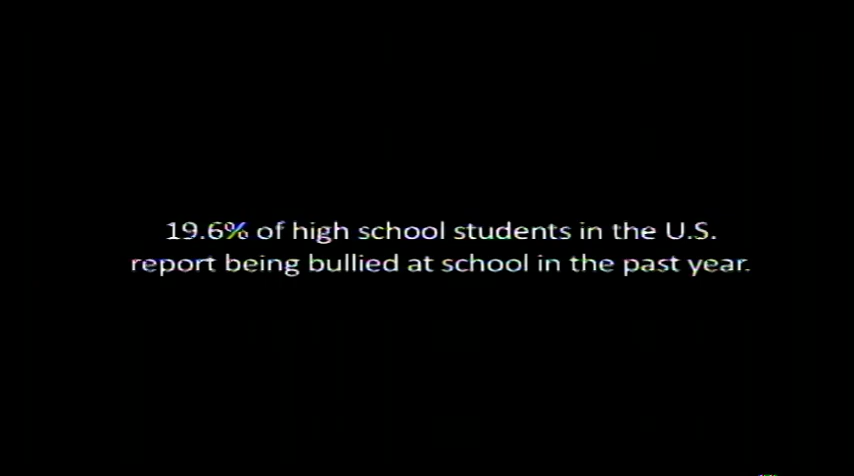 19.6% of high school students in the U.S.
report being bullied at school in the past year.